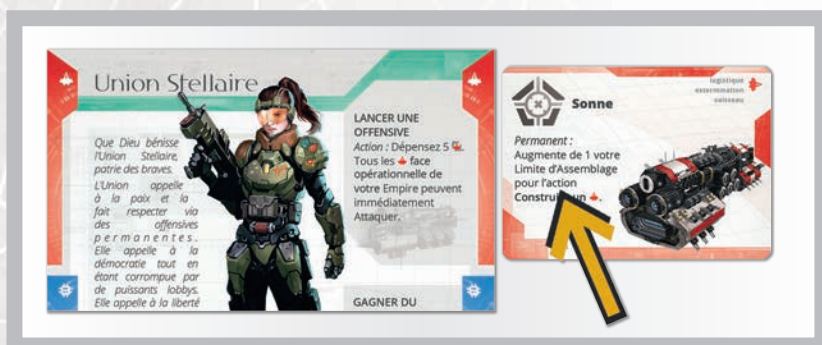 Union Stellaire
Que Dieu bénisse
l'Union Stellaire,
patrie des braves.
L'Union appelle
à la paix et la
fait respecter via
des offensives
permanentes.
Elle appelle à la
démocratie tout en
étant corrompue par
de puissants lobbys.
Elle appelle à la liberté
LANCER UNE
OFFENSIVE
Action : Dépensez 5 .
Tous les face
opérationnelle de
votre Empire peuvent
immédiatement
Attaquer.
GAGNER DU
logistique
extermination
vaisseau
Sonne
Permanent :
Augmente de 1 votre
Limite d'Assemblage
pour l'action
un .